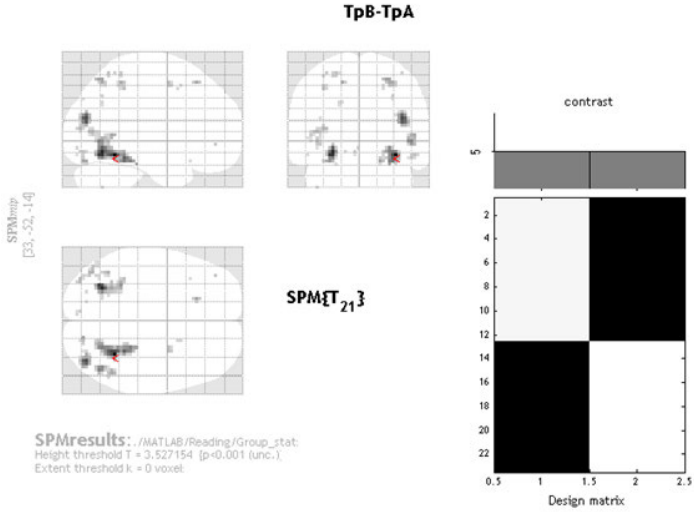 TpB-TpA
SPMmip
[33, -52, -14]
SPM{T21}
SPMresults: ./MATLAB/Reading/Group_stat
Height threshold T = 3.527154 {p<0.001 (unc.)
Extent threshold k = 0 voxel
contrast
5
2
4
6
8
10
12
14
16
18
20
22
0.5 1 1.5 2 2.5
Design matrix